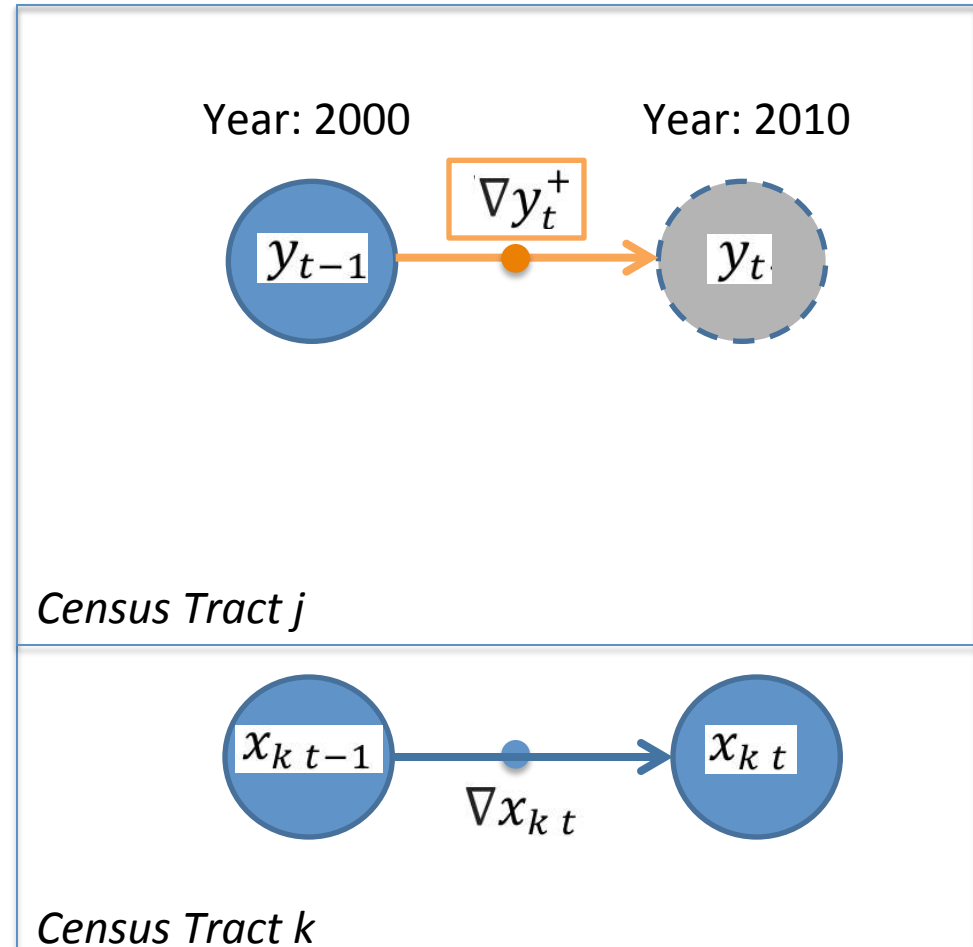 Year: 2000 Year: 2010
∇y_t^+
y_{t−1} y_t
Census Tract j
x_{k t−1} x_{k t}
∇x_{k t}
Census Tract k